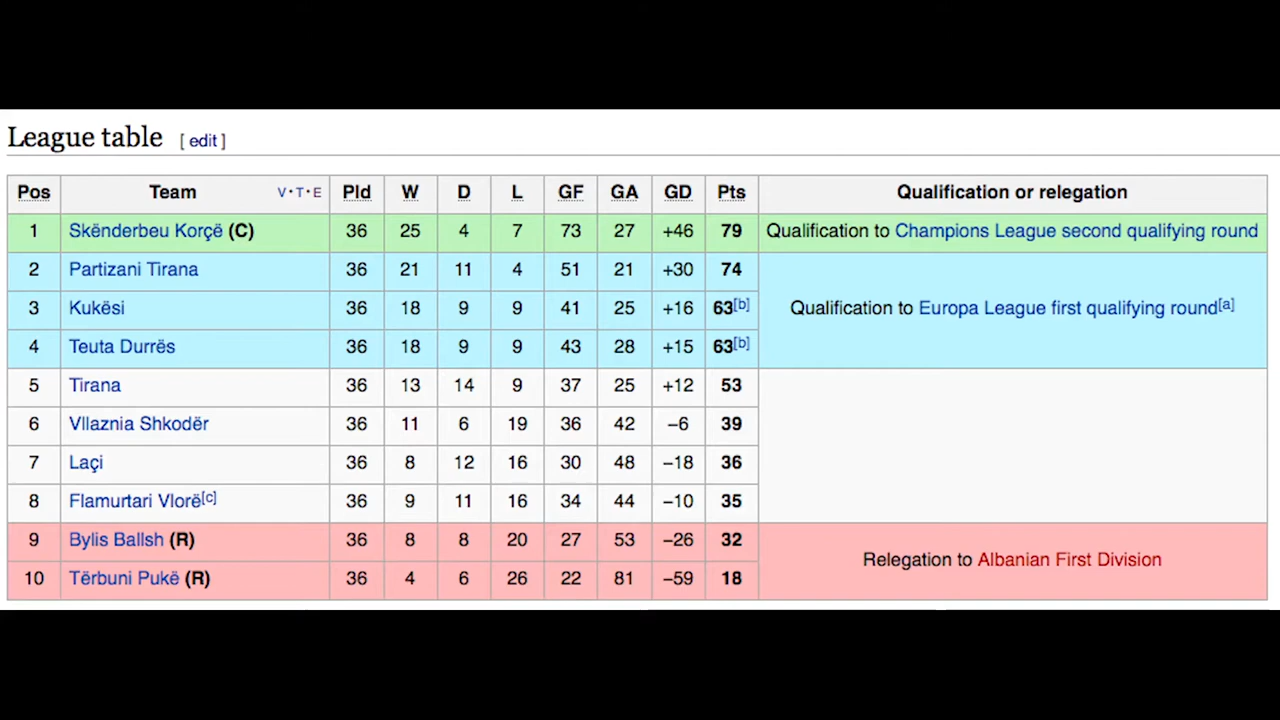 League table [ edit ]
Pos Team V · T · E Pld W D L GF GA GD Pts Qualification or relegation
1 Skënderbeu Korçë (C) 36 25 4 7 73 27 +46 79 Qualification to Champions League second qualifying round
2 Partizani Tirana 36 21 11 4 51 21 +30 74
3 Kukësi 36 18 9 9 41 25 +16 63[b] Qualification to Europa League first qualifying round[a]
4 Teuta Durrës 36 18 9 9 43 28 +15 63[b]
5 Tirana 36 13 14 9 37 25 +12 53
6 Vllaznia Shkodër 36 11 6 19 36 42 −6 39
7 Laçi 36 8 12 16 30 48 −18 36
8 Flamurtari Vlorë[c] 36 9 11 16 34 44 −10 35
9 Bylis Ballsh (R) 36 8 8 20 27 53 −26 32
Relegation to Albanian First Division
10 Tërbuni Pukë (R) 36 4 6 26 22 81 −59 18